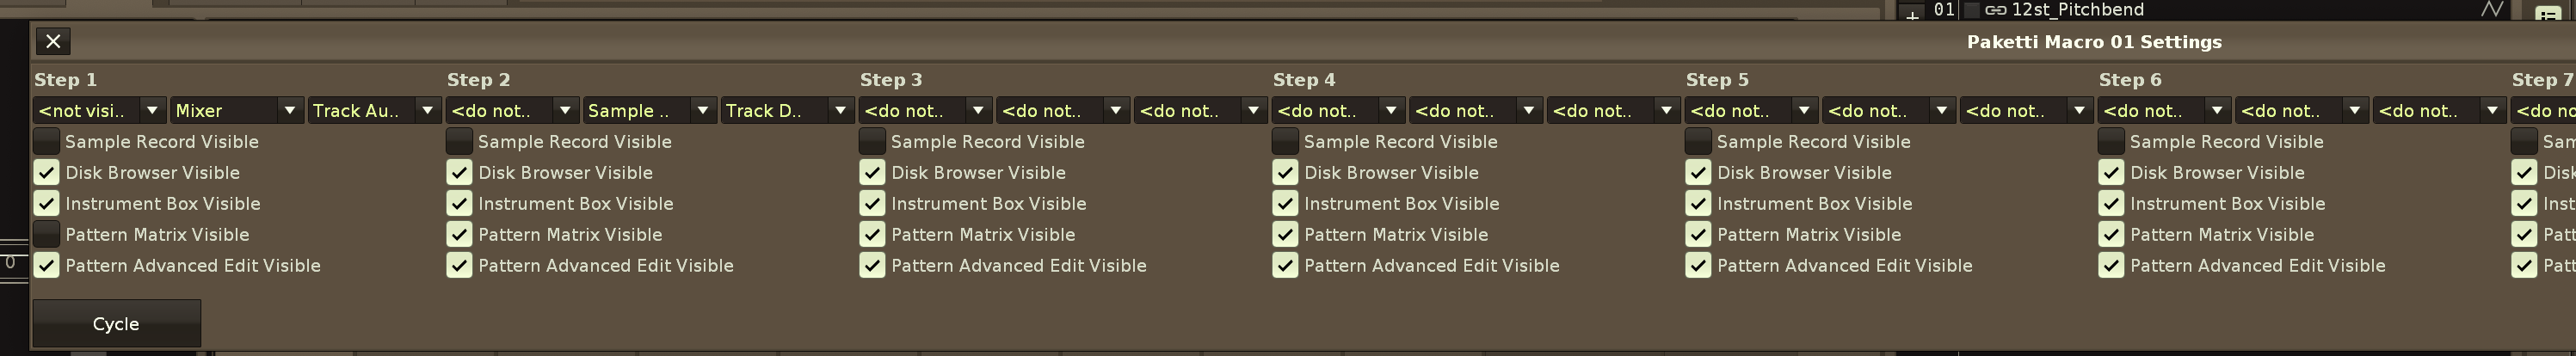 01 12st_Pitchbend
Paketti Macro 01 Settings
Step 1 Step 2 Step 3 Step 4 Step 5 Step 6 Step 7
<not visi.. Mixer Track Au.. <do not.. Sample .. Track D.. <do not.. <do not.. <do not.. <do not.. <do not.. <do not.. <do not.. <do not.. <do not.. <do not.. <do not.. <do not.. <do no
Sample Record Visible Sample Record Visible Sample Record Visible Sample Record Visible Sample Record Visible Sample Record Visible Sam
Disk Browser Visible Disk Browser Visible Disk Browser Visible Disk Browser Visible Disk Browser Visible Disk Browser Visible Disk
Instrument Box Visible Instrument Box Visible Instrument Box Visible Instrument Box Visible Instrument Box Visible Instrument Box Visible Inst
Pattern Matrix Visible Pattern Matrix Visible Pattern Matrix Visible Pattern Matrix Visible Pattern Matrix Visible Pattern Matrix Visible Patt
0 Pattern Advanced Edit Visible Pattern Advanced Edit Visible Pattern Advanced Edit Visible Pattern Advanced Edit Visible Pattern Advanced Edit Visible Pattern Advanced Edit Visible Patt
Cycle